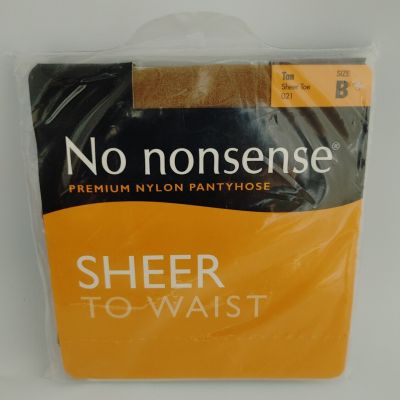 Tan
Sheer Toe
021
SIZE
B
No nonsense®
PREMIUM NYLON PANTYHOSE
SHEER
TO WAIST